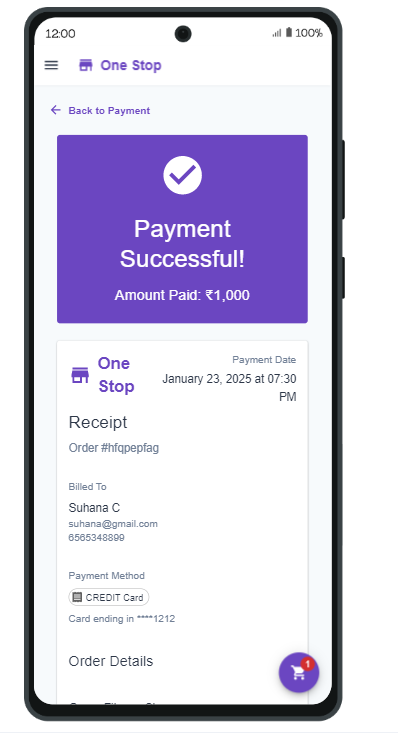 12:00 100%
One Stop
Back to Payment
Payment
Successful!
Amount Paid: ₹1,000
One
Stop
Payment Date
January 23, 2025 at 07:30
PM
Receipt
Order #hfqpepfag
Billed To
Suhana C
suhana@gmail.com
6565348899
Payment Method
CREDIT Card
Card ending in ****1212
Order Details
1